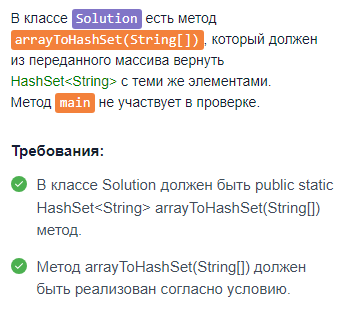 В классе Solution есть метод
arrayToHashSet(String[]), который должен
из переданного массива вернуть
HashSet<String> с теми же элементами.
Метод main не участвует в проверке.
Требования:
В классе Solution должен быть public static
HashSet<String> arrayToHashSet(String[])
метод.
Метод arrayToHashSet(String[]) должен
быть реализован согласно условию.